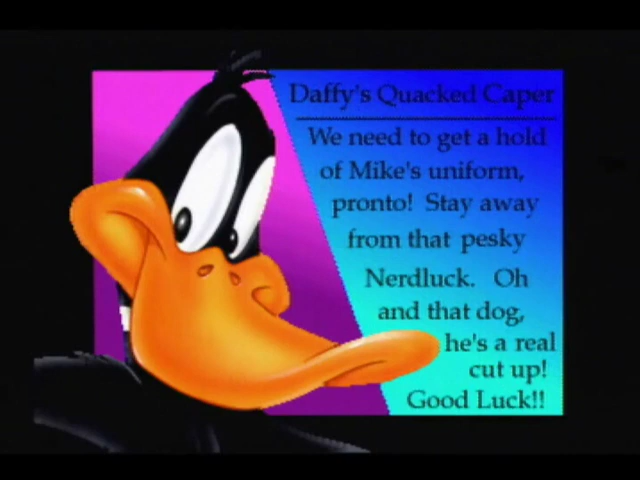 Daffy's Quacked Caper
We need to get a hold
of Mike's uniform,
pronto! Stay away
from that pesky
Nerdluck. Oh
and that dog,
he's a real
cut up!
Good Luck!!